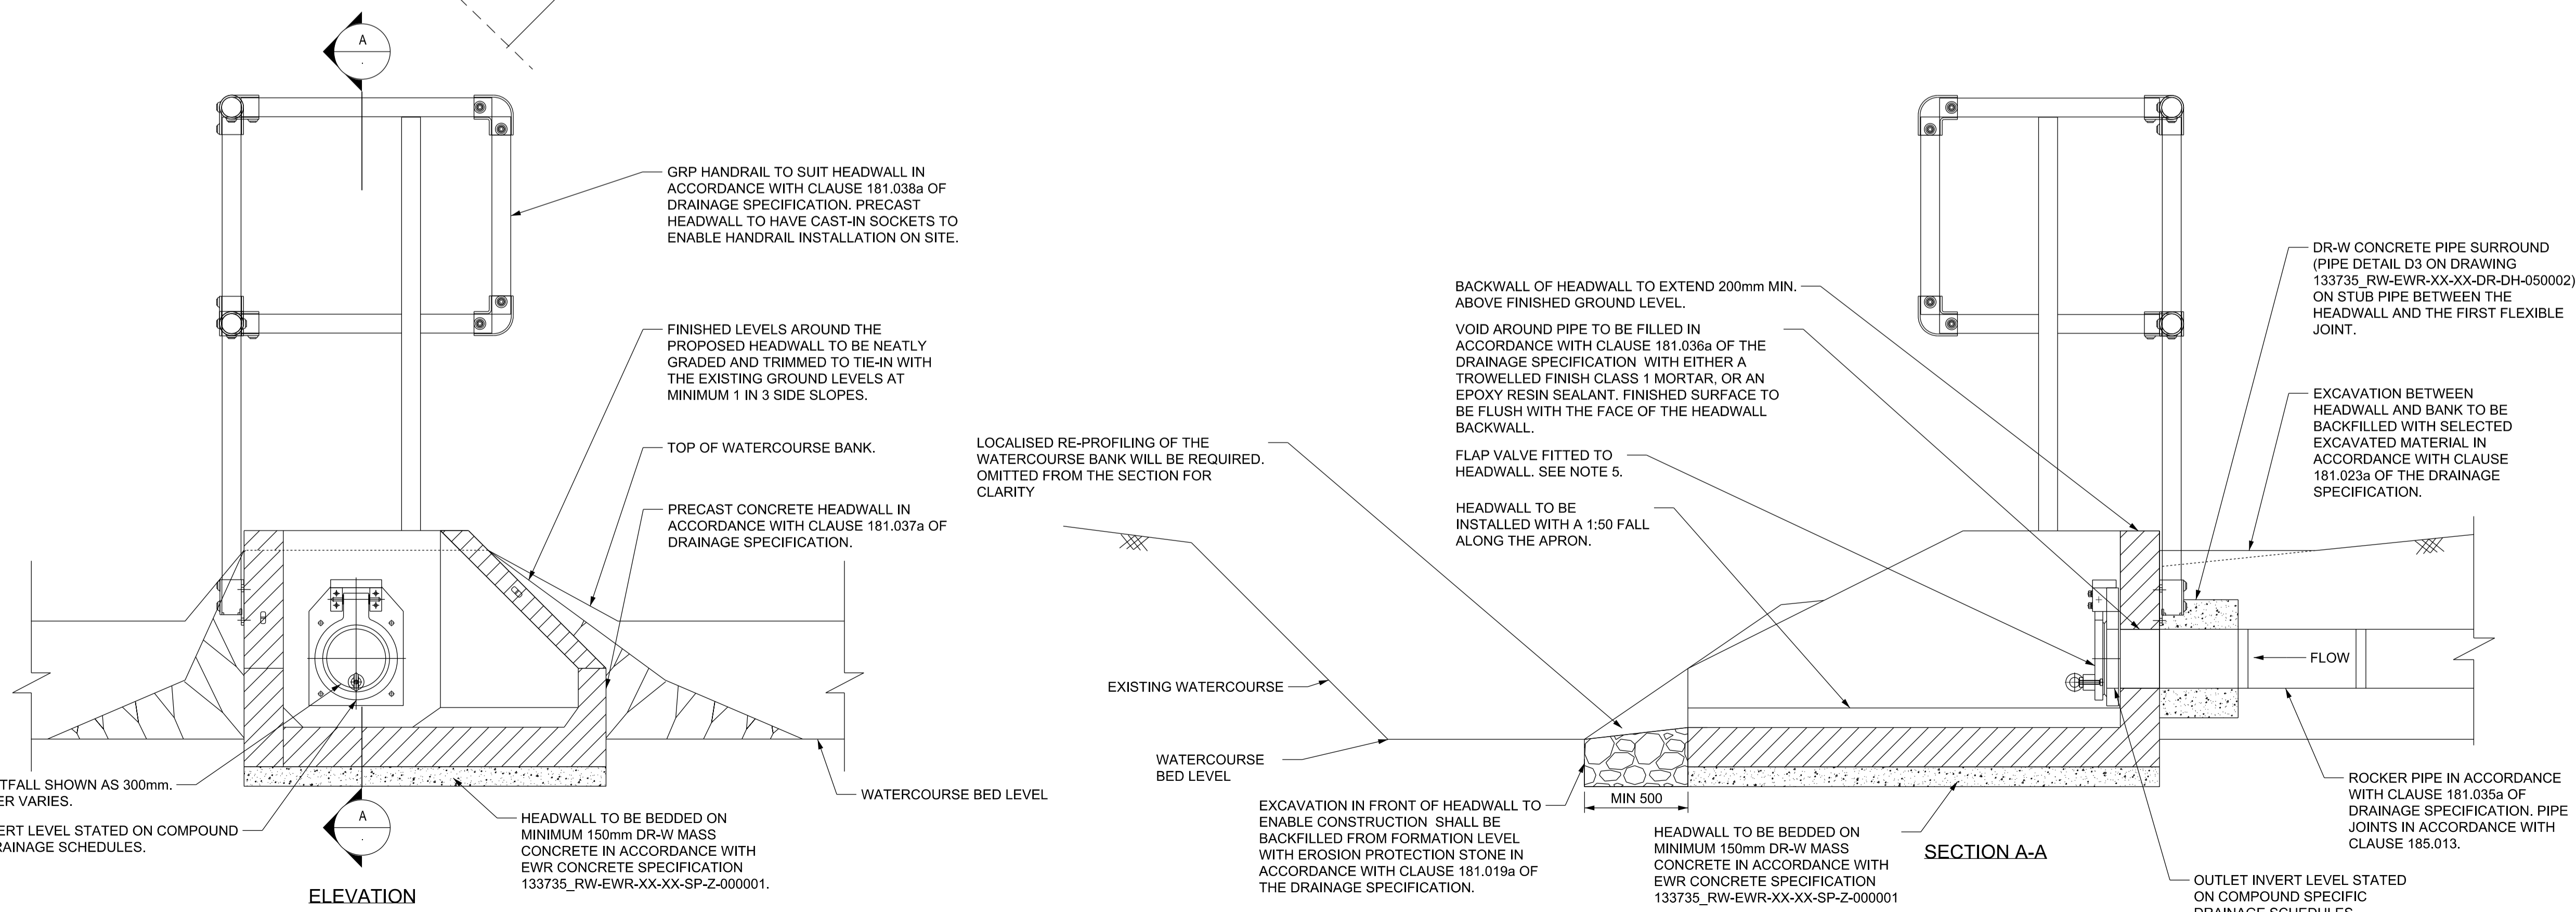 A
GRP HANDRAIL TO SUIT HEADWALL IN
ACCORDANCE WITH CLAUSE 181.038a OF
DRAINAGE SPECIFICATION. PRECAST
HEADWALL TO HAVE CAST-IN SOCKETS TO
ENABLE HANDRAIL INSTALLATION ON SITE.
FINISHED LEVELS AROUND THE
PROPOSED HEADWALL TO BE NEATLY
GRADED AND TRIMMED TO TIE-IN WITH
THE EXISTING GROUND LEVELS AT
MINIMUM 1 IN 3 SIDE SLOPES.
TOP OF WATERCOURSE BANK.
PRECAST CONCRETE HEADWALL IN
ACCORDANCE WITH CLAUSE 181.037a OF
DRAINAGE SPECIFICATION.
TFALL SHOWN AS 300mm.
ER VARIES.
ERT LEVEL STATED ON COMPOUND
RAINAGE SCHEDULES.
A
HEADWALL TO BE BEDDED ON
MINIMUM 150mm DR-W MASS
CONCRETE IN ACCORDANCE WITH
EWR CONCRETE SPECIFICATION
133735_RW-EWR-XX-XX-SP-Z-000001.
WATERCOURSE BED LEVEL
ELEVATION
LOCALISED RE-PROFILING OF THE
WATERCOURSE BANK WILL BE REQUIRED.
OMITTED FROM THE SECTION FOR
CLARITY
BACKWALL OF HEADWALL TO EXTEND 200mm MIN.
ABOVE FINISHED GROUND LEVEL.
VOID AROUND PIPE TO BE FILLED IN
ACCORDANCE WITH CLAUSE 181.036a OF THE
DRAINAGE SPECIFICATION WITH EITHER A
TROWELLED FINISH CLASS 1 MORTAR, OR AN
EPOXY RESIN SEALANT. FINISHED SURFACE TO
BE FLUSH WITH THE FACE OF THE HEADWALL
BACKWALL.
FLAP VALVE FITTED TO
HEADWALL. SEE NOTE 5.
HEADWALL TO BE
INSTALLED WITH A 1:50 FALL
ALONG THE APRON.
EXISTING WATERCOURSE
WATERCOURSE
BED LEVEL
EXCAVATION IN FRONT OF HEADWALL TO
ENABLE CONSTRUCTION SHALL BE
BACKFILLED FROM FORMATION LEVEL
WITH EROSION PROTECTION STONE IN
ACCORDANCE WITH CLAUSE 181.019a OF
THE DRAINAGE SPECIFICATION.
MIN 500
HEADWALL TO BE BEDDED ON
MINIMUM 150mm DR-W MASS
CONCRETE IN ACCORDANCE WITH
EWR CONCRETE SPECIFICATION
133735_RW-EWR-XX-XX-SP-Z-000001
SECTION A-A
DR-W CONCRETE PIPE SURROUND
(PIPE DETAIL D3 ON DRAWING
133735_RW-EWR-XX-XX-DR-DH-050002)
ON STUB PIPE BETWEEN THE
HEADWALL AND THE FIRST FLEXIBLE
JOINT.
EXCAVATION BETWEEN
HEADWALL AND BANK TO BE
BACKFILLED WITH SELECTED
EXCAVATED MATERIAL IN
ACCORDANCE WITH CLAUSE
181.023a OF THE DRAINAGE
SPECIFICATION.
FLOW
ROCKER PIPE IN ACCORDANCE
WITH CLAUSE 181.035a OF
DRAINAGE SPECIFICATION. PIPE
JOINTS IN ACCORDANCE WITH
CLAUSE 185.013.
OUTLET INVERT LEVEL STATED
ON COMPOUND SPECIFIC
DRAINAGE SCHEDULES